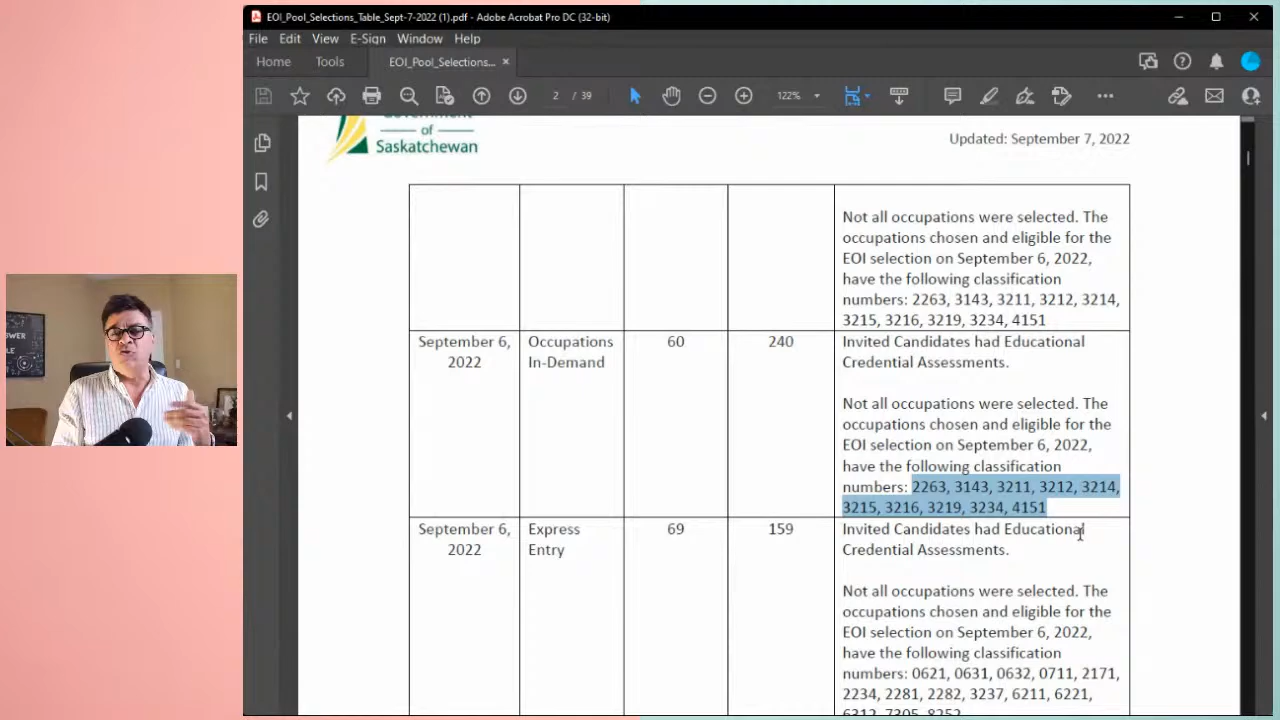 EOI_Pool_Selections_Table_Sept-7-2022 (1).pdf - Adobe Acrobat Pro DC (32-bit)
File Edit View E-Sign Window Help
Home Tools EOI_Pool_Selections... ×
2 / 39 122%
of
Saskatchewan
Updated: September 7, 2022
Not all occupations were selected. The
occupations chosen and eligible for the
EOI selection on September 6, 2022,
have the following classification
numbers: 2263, 3143, 3211, 3212, 3214,
3215, 3216, 3219, 3234, 4151
September 6,
2022
Occupations
In-Demand
60
240
Invited Candidates had Educational
Credential Assessments.
Not all occupations were selected. The
occupations chosen and eligible for the
EOI selection on September 6, 2022,
have the following classification
numbers: 2263, 3143, 3211, 3212, 3214,
3215, 3216, 3219, 3234, 4151
September 6,
2022
Express
Entry
69
159
Invited Candidates had Educational
Credential Assessments.
Not all occupations were selected. The
occupations chosen and eligible for the
EOI selection on September 6, 2022,
have the following classification
numbers: 0621, 0631, 0632, 0711, 2171,
2234, 2281, 2282, 3237, 6211, 6221,
6312, 7305, 8252